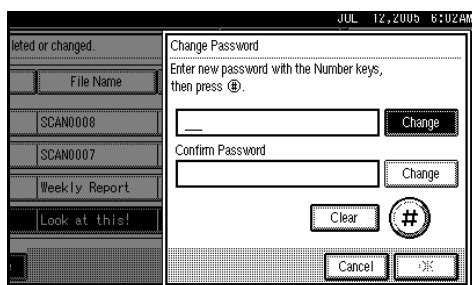 JUL 12,2005 6:02AM
leted or changed.
File Name
SCAN0008
SCAN0007
Weekly Report
Look at this!
Change Password
Enter new password with the Number keys,
then press #.
Change
Confirm Password
Change
Clear
#
Cancel
OK